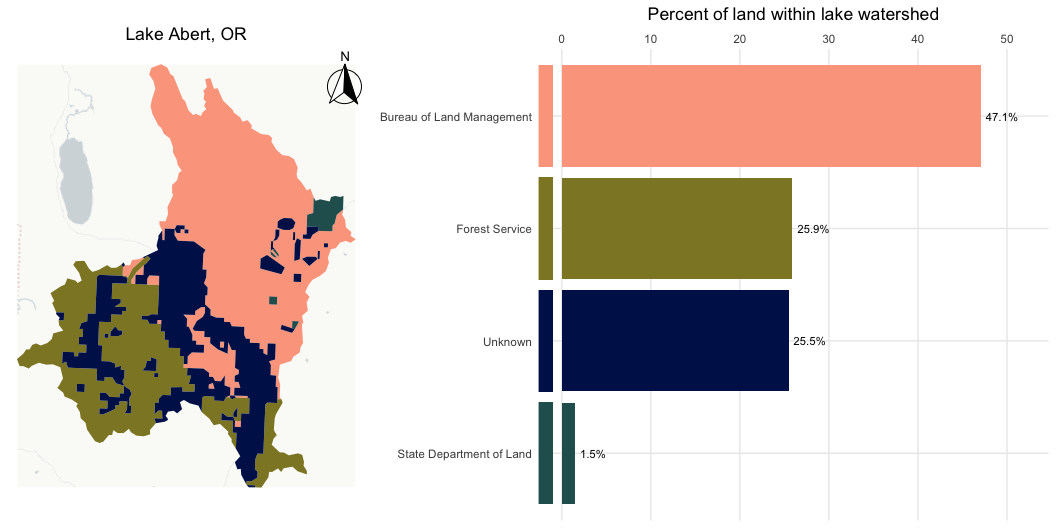 Lake Abert, OR
N
Percent of land within lake watershed
0 10 20 30 40 50
Bureau of Land Management 47.1%
Forest Service 25.9%
Unknown 25.5%
State Department of Land 1.5%